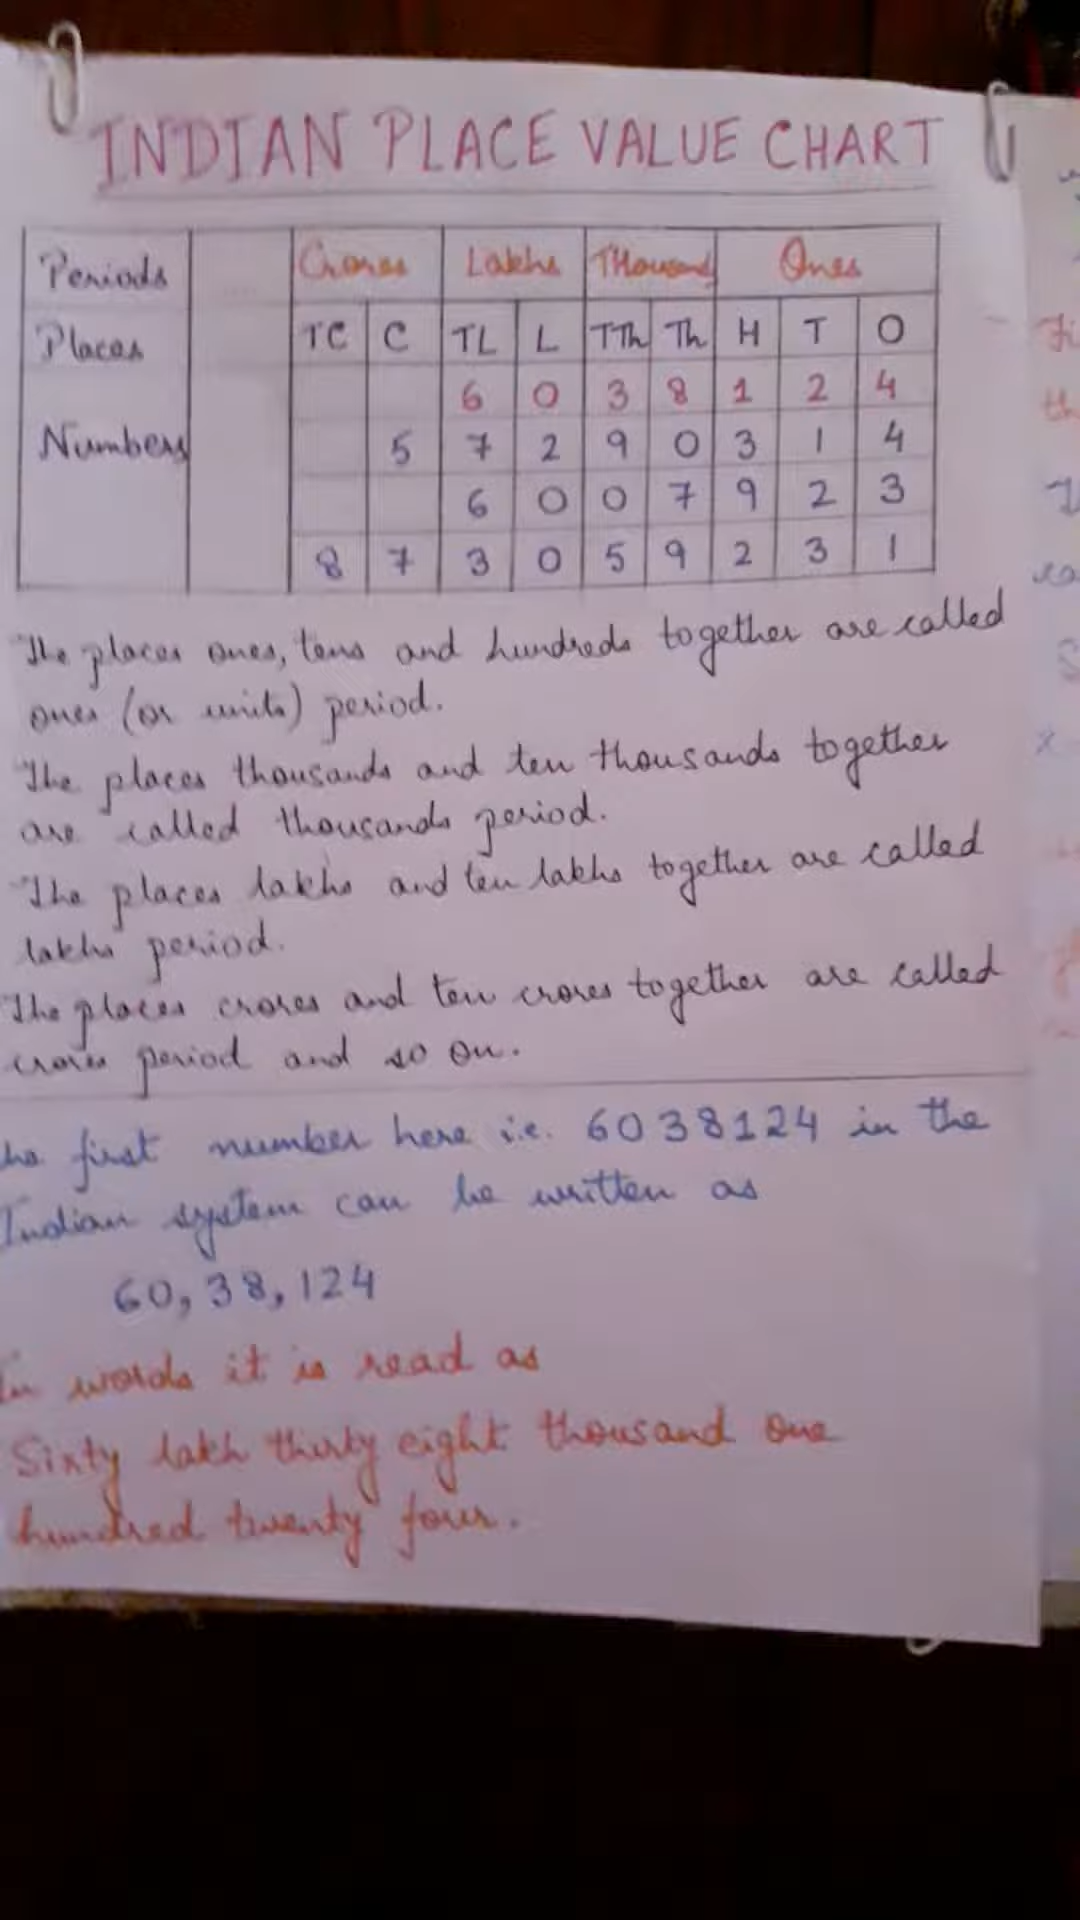 INDIAN PLACE VALUE CHART
Periods Crores Lakhs Thousand Ones
Places TC C TL L TTh Th H T O
6 0 3 8 1 2 4
Numbers 5 7 2 9 0 3 1 4
6 0 0 7 9 2 3
8 7 3 0 5 9 2 3 1
The places ones, tens and hundreds together are called
ones (or units) period.
The places thousands and ten thousands together
are called thousands period.
The places lakhs and ten lakhs together are called
lakhs period.
The places crores and ten crores together are called
crores period and so on.
he first number here i.e. 6038124 in the
Indian system can be written as
60,38,124
In words it is read as
Sixty lakh thirty eight thousand one
hundred twenty four.